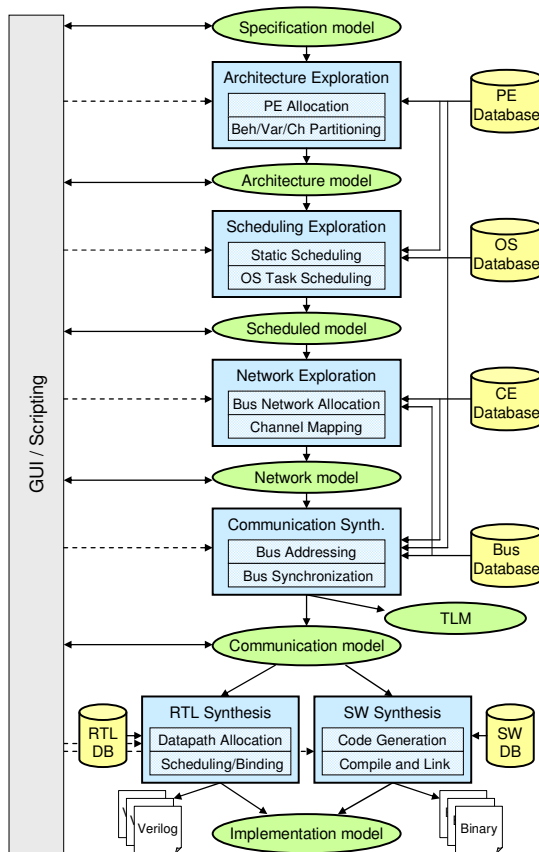 Specification model
Architecture Exploration
PE Allocation
Beh/Var/Ch Partitioning
PE
Database
Architecture model
Scheduling Exploration
Static Scheduling
OS Task Scheduling
OS
Database
Scheduled model
GUI / Scripting
Network Exploration
Bus Network Allocation
Channel Mapping
CE
Database
Network model
Communication Synth.
Bus Addressing
Bus Synchronization
Bus
Database
TLM
Communication model
RTL
DB
RTL Synthesis
Datapath Allocation
Scheduling/Binding
SW Synthesis
Code Generation
Compile and Link
SW
DB
Verilog
Implementation model
Binary